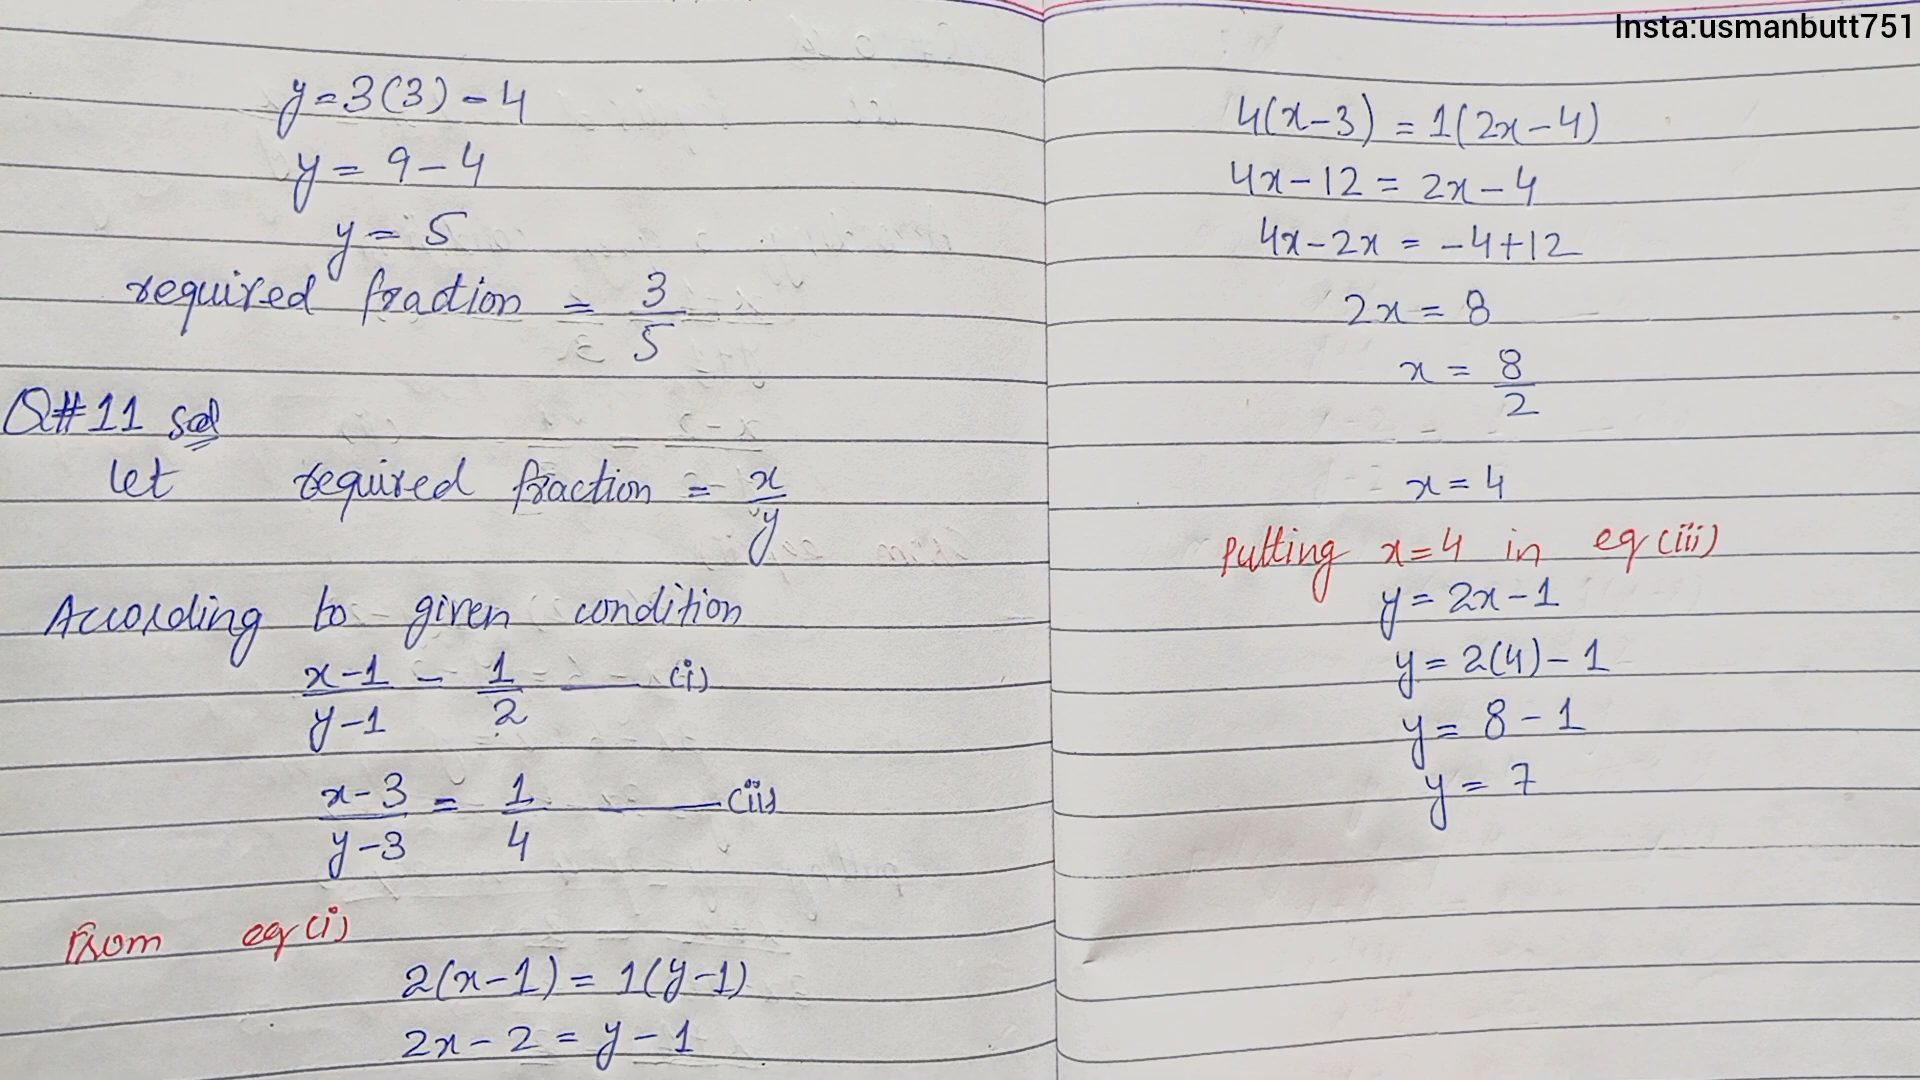 Insta:usmanbutt751
y=3(3)-4
y = 9-4
y = 5
required fraction = 3/5
Q#11 Sol
let required fraction = x/y
According to given condition
x-1/y-1 = 1/2 —— (i)
x-3/y-3 = 1/4 —— (ii)
From eq(i)
2(x-1) = 1(y-1)
2x-2 = y-1
4(x-3) = 1(2x-4)
4x-12 = 2x-4
4x-2x = -4+12
2x = 8
x = 8/2
x = 4
Putting x=4 in eq(iii)
y = 2x-1
y = 2(4)-1
y = 8-1
y = 7